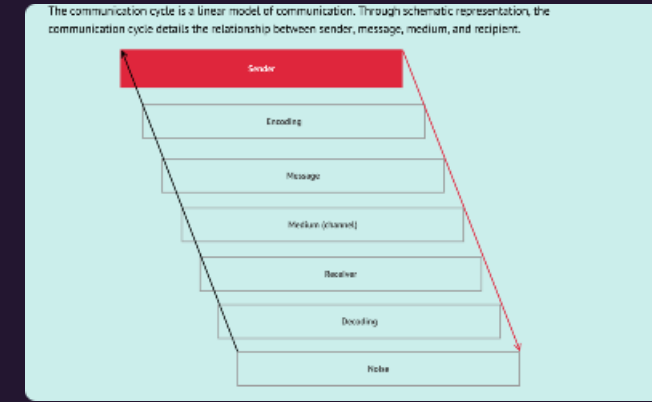 The communication cycle is a linear model of communication. Through schematic representation, the
communication cycle details the relationship between sender, message, medium, and recipient.
Sender
Encoding
Message
Medium (channel)
Receiver
Decoding
Noise